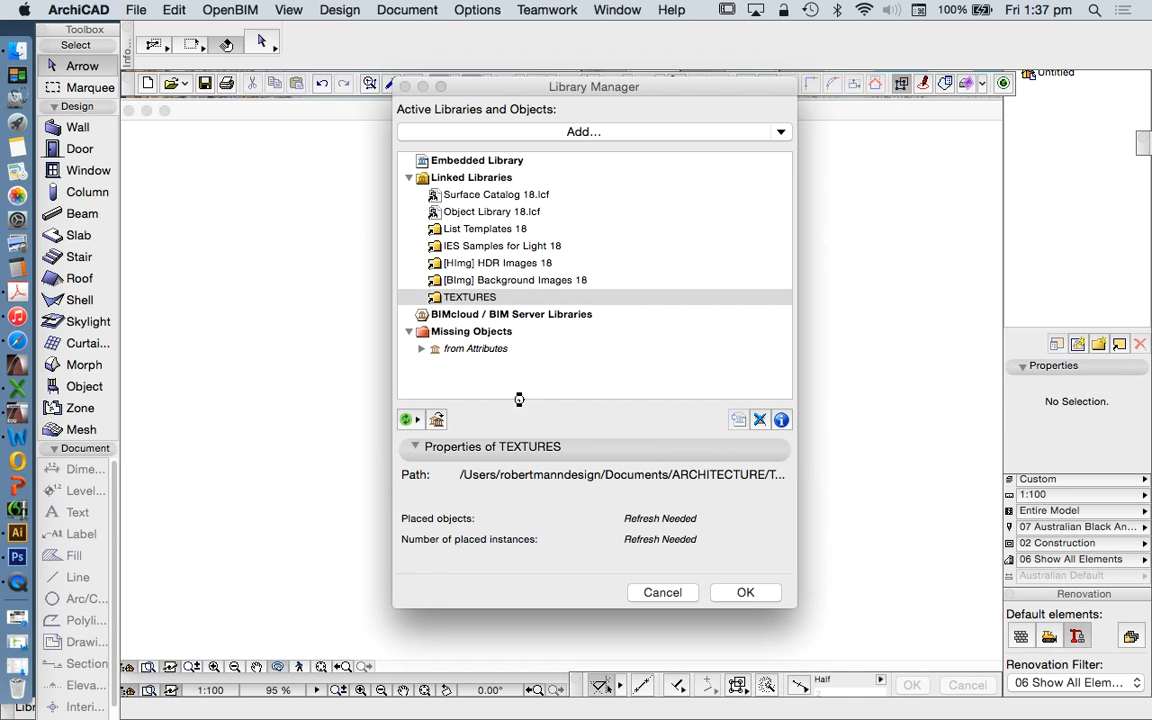 ArchiCAD File Edit OpenBIM View Design Document Options Teamwork Window Help 100% Fri 1:37 pm
Toolbox
Select
Arrow
Marquee
Design
Wall
Door
Window
Column
Beam
Slab
Stair
Roof
Shell
Skylight
Curtai...
Morph
Object
Zone
Mesh
Document
Dime...
Level...
Text
Label
Fill
Line
Arc/C...
Polyli...
Drawi...
Section
Eleva...
Interi...
Info...
Library Manager
Active Libraries and Objects:
Add...
Embedded Library
Linked Libraries
Surface Catalog 18.lcf
Object Library 18.lcf
List Templates 18
IES Samples for Light 18
[HImg] HDR Images 18
[BImg] Background Images 18
TEXTURES
BIMcloud / BIM Server Libraries
Missing Objects
from Attributes
Properties of TEXTURES
Path: /Users/robertmanndesign/Documents/ARCHITECTURE/T...
Placed objects: Refresh Needed
Number of placed instances: Refresh Needed
Cancel OK
Untitled
Properties
No Selection.
Custom
1:100
Entire Model
07 Australian Black An...
02 Construction
06 Show All Elements
Australian Default
Renovation
Default elements:
Renovation Filter:
06 Show All Elem...
1:100 95 % 0.00°
Half
2
OK Cancel